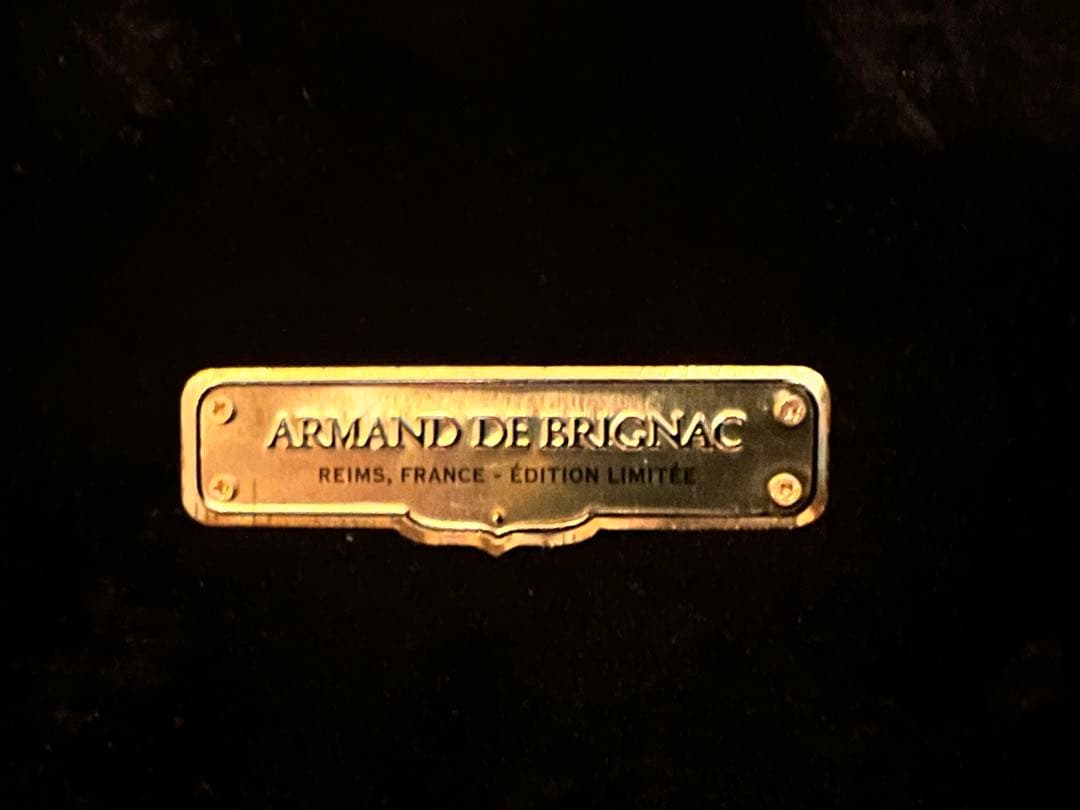 ARMAND DE BRIGNAC
REIMS, FRANCE - ÉDITION LIMITÉE